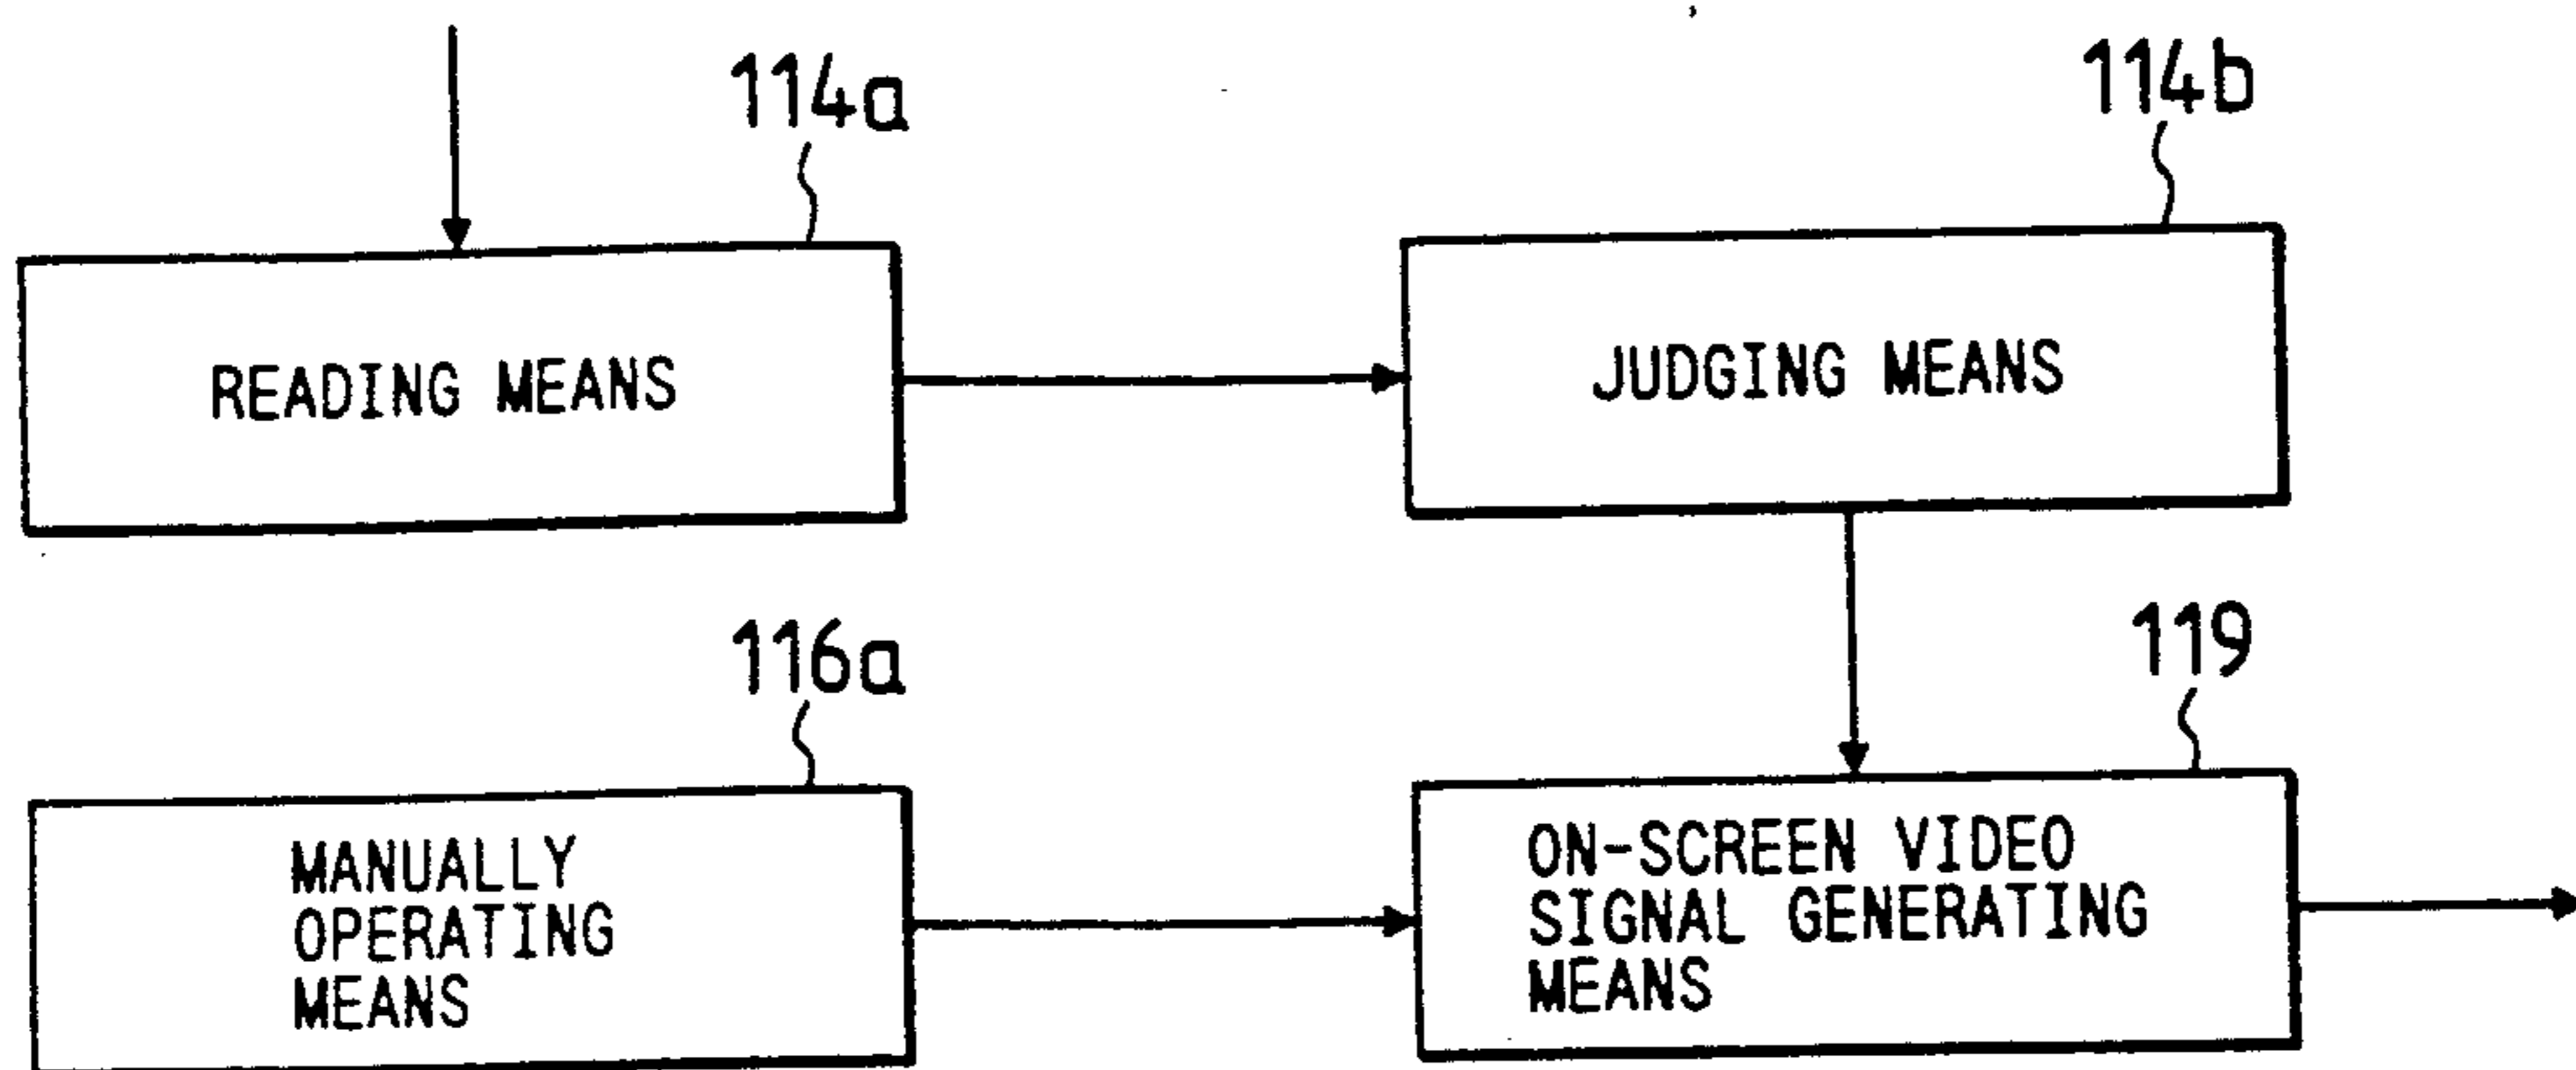 114a
114b
READING MEANS
JUDGING MEANS
116a
119
MANUALLY
OPERATING
MEANS
ON-SCREEN VIDEO
SIGNAL GENERATING
MEANS